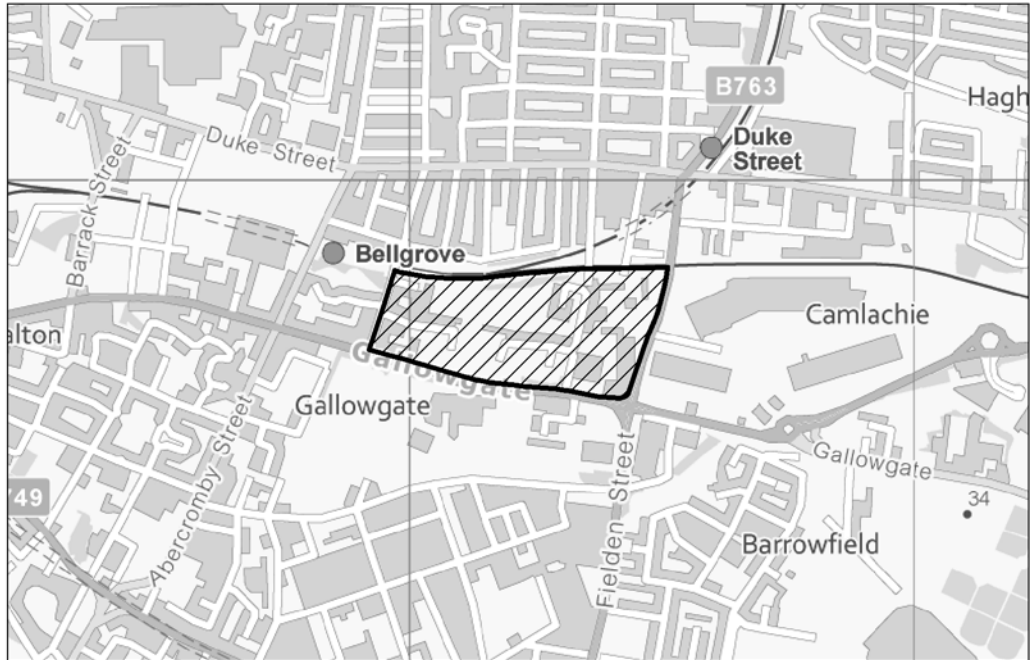 B763
Hagh
Duke
Street
Duke Street
Barrack Street
Bellgrove
Camlachie
alton
Gallowgate
Gallowgate
Abercromby Street
Gallowgate
34
749
Fielden Street
Barrowfield